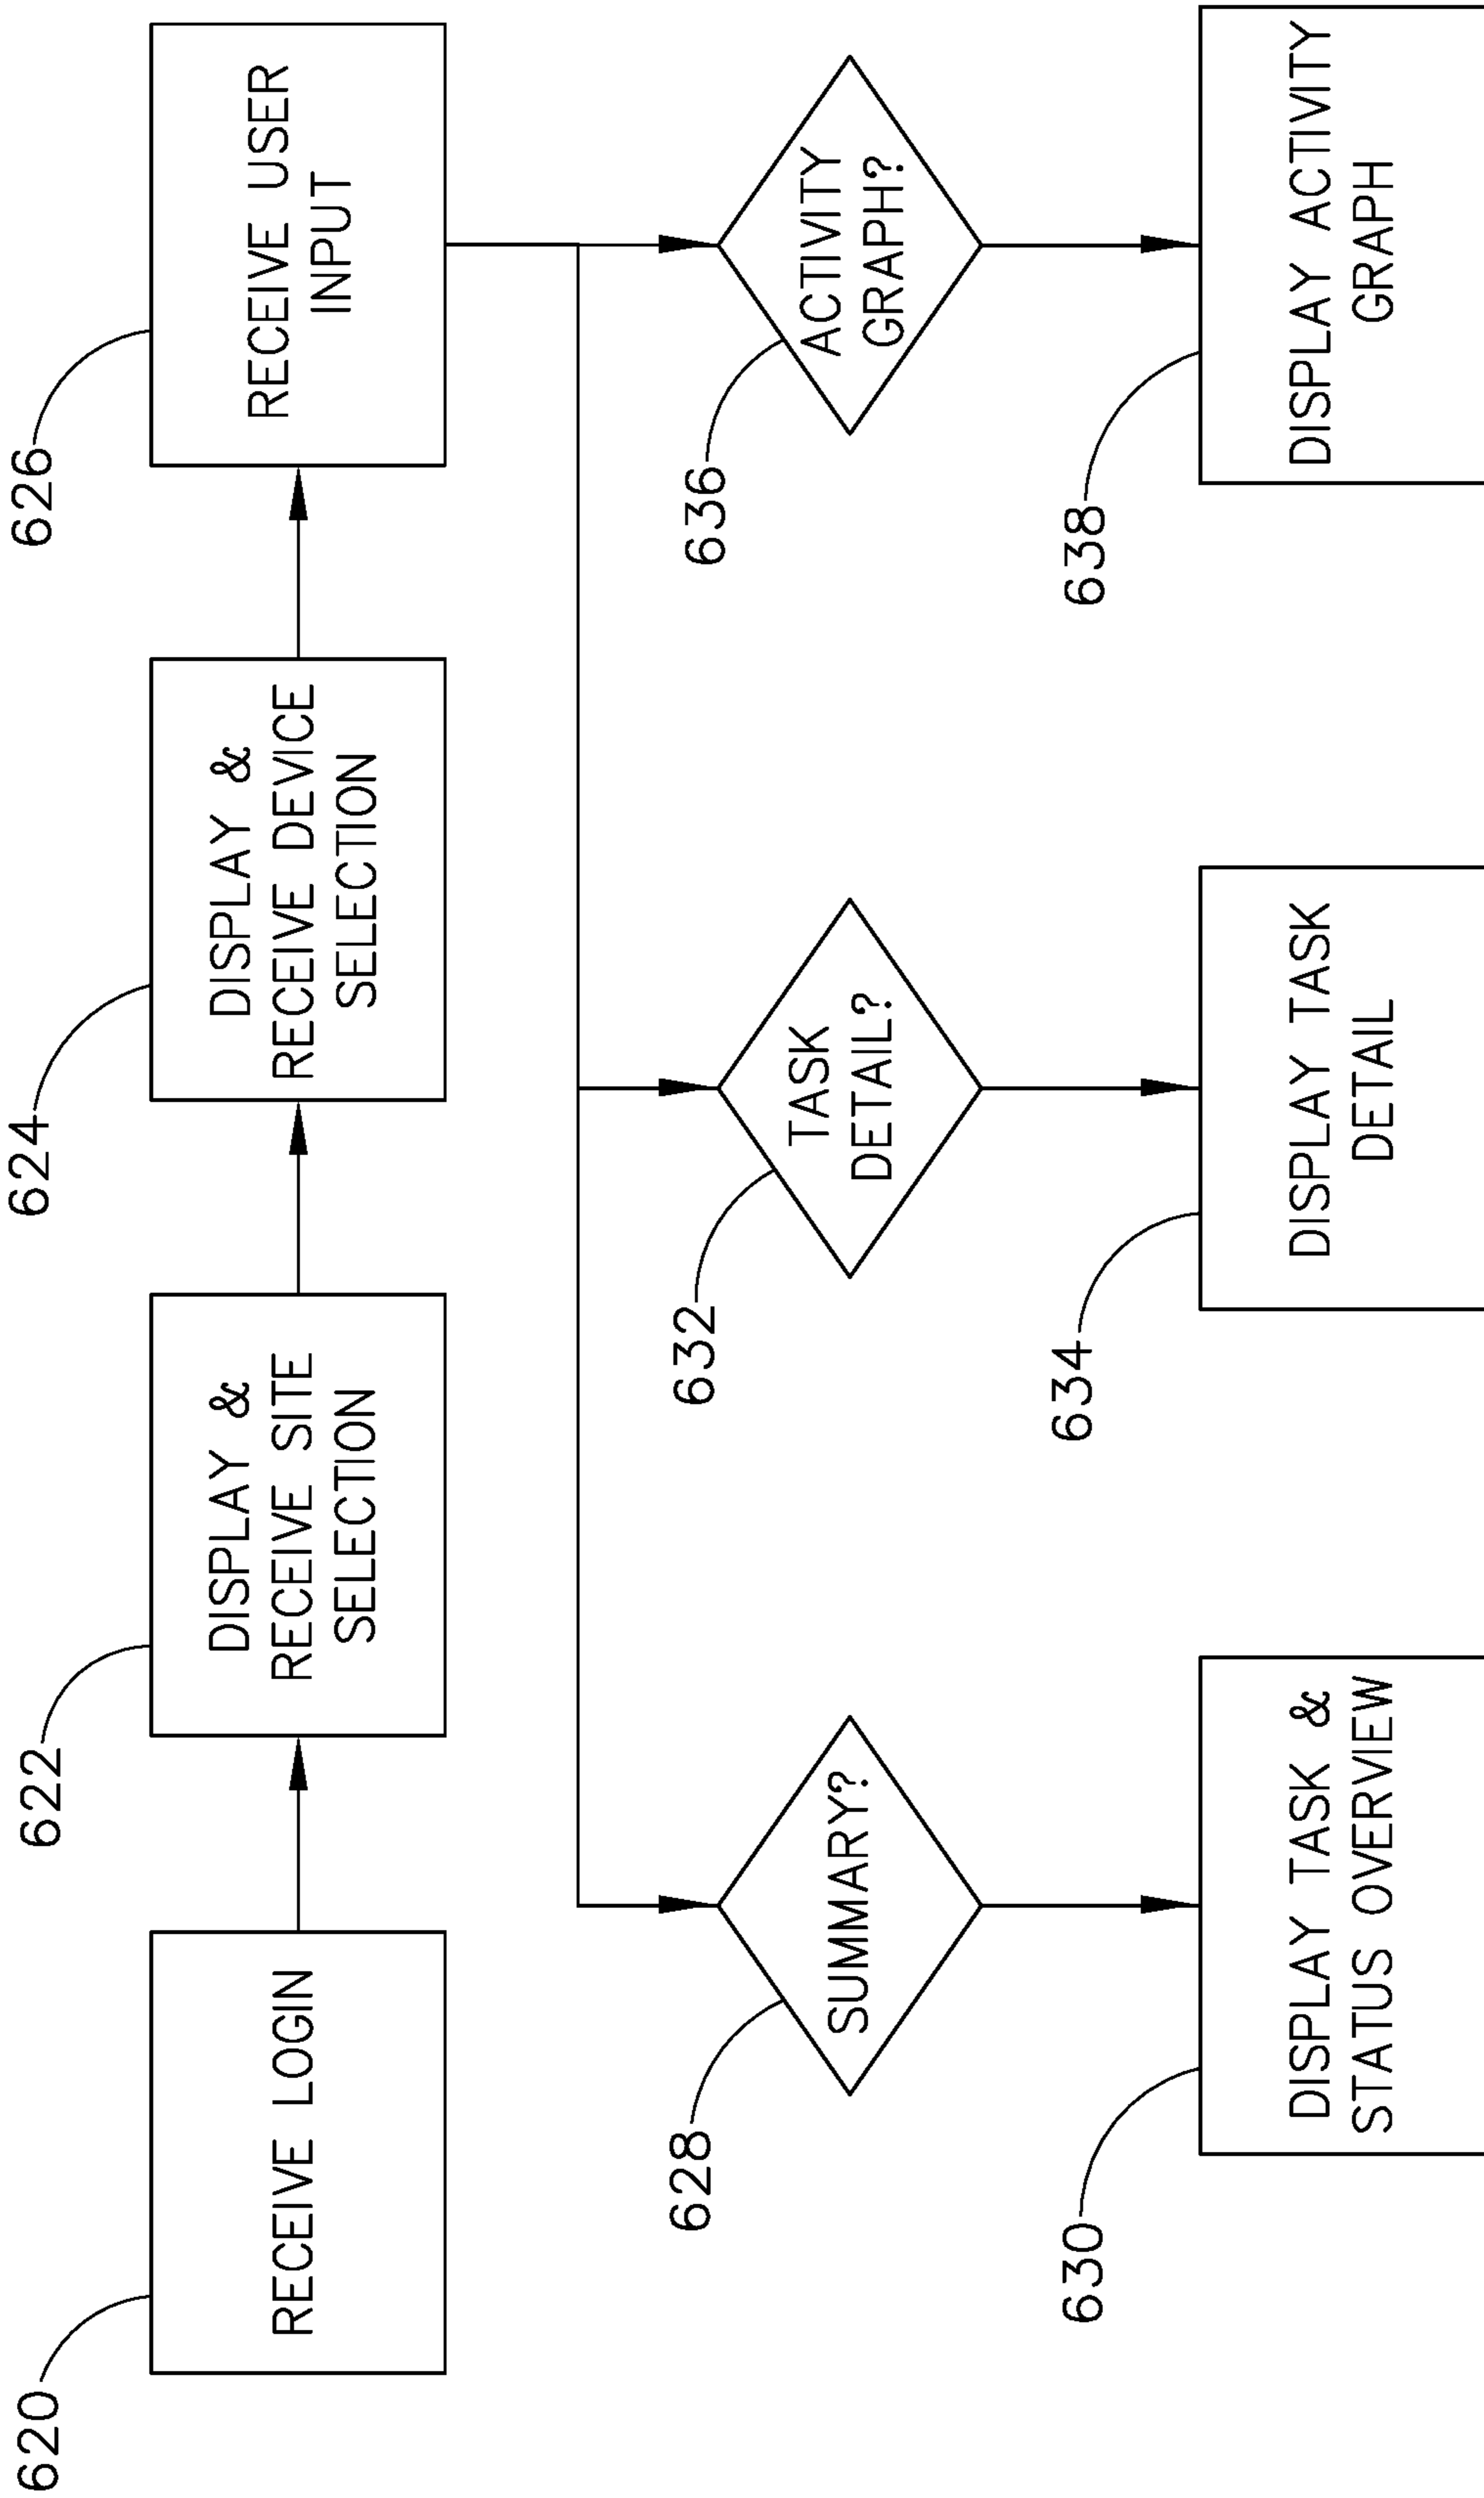 620
RECEIVE LOGIN
622
DISPLAY &
RECEIVE SITE
SELECTION
624
DISPLAY &
RECEIVE DEVICE
SELECTION
626
RECEIVE USER
INPUT
628
SUMMARY?
632
TASK
DETAIL?
636
ACTIVITY
GRAPH?
630
DISPLAY TASK &
STATUS OVERVIEW
634
DISPLAY TASK
DETAIL
638
DISPLAY ACTIVITY
GRAPH